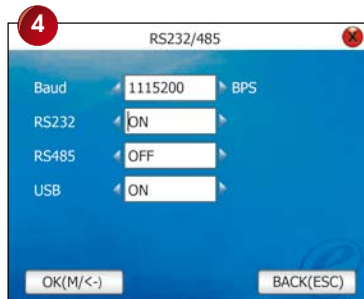 4
RS232/485
Baud 1115200 BPS
RS232 ON
RS485 OFF
USB ON
OK(M/<-) BACK(ESC)